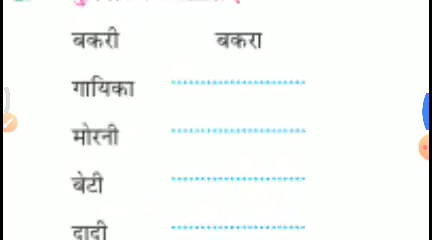 बकरी बकरा
गायिका
मोरनी
बेटी
दादी